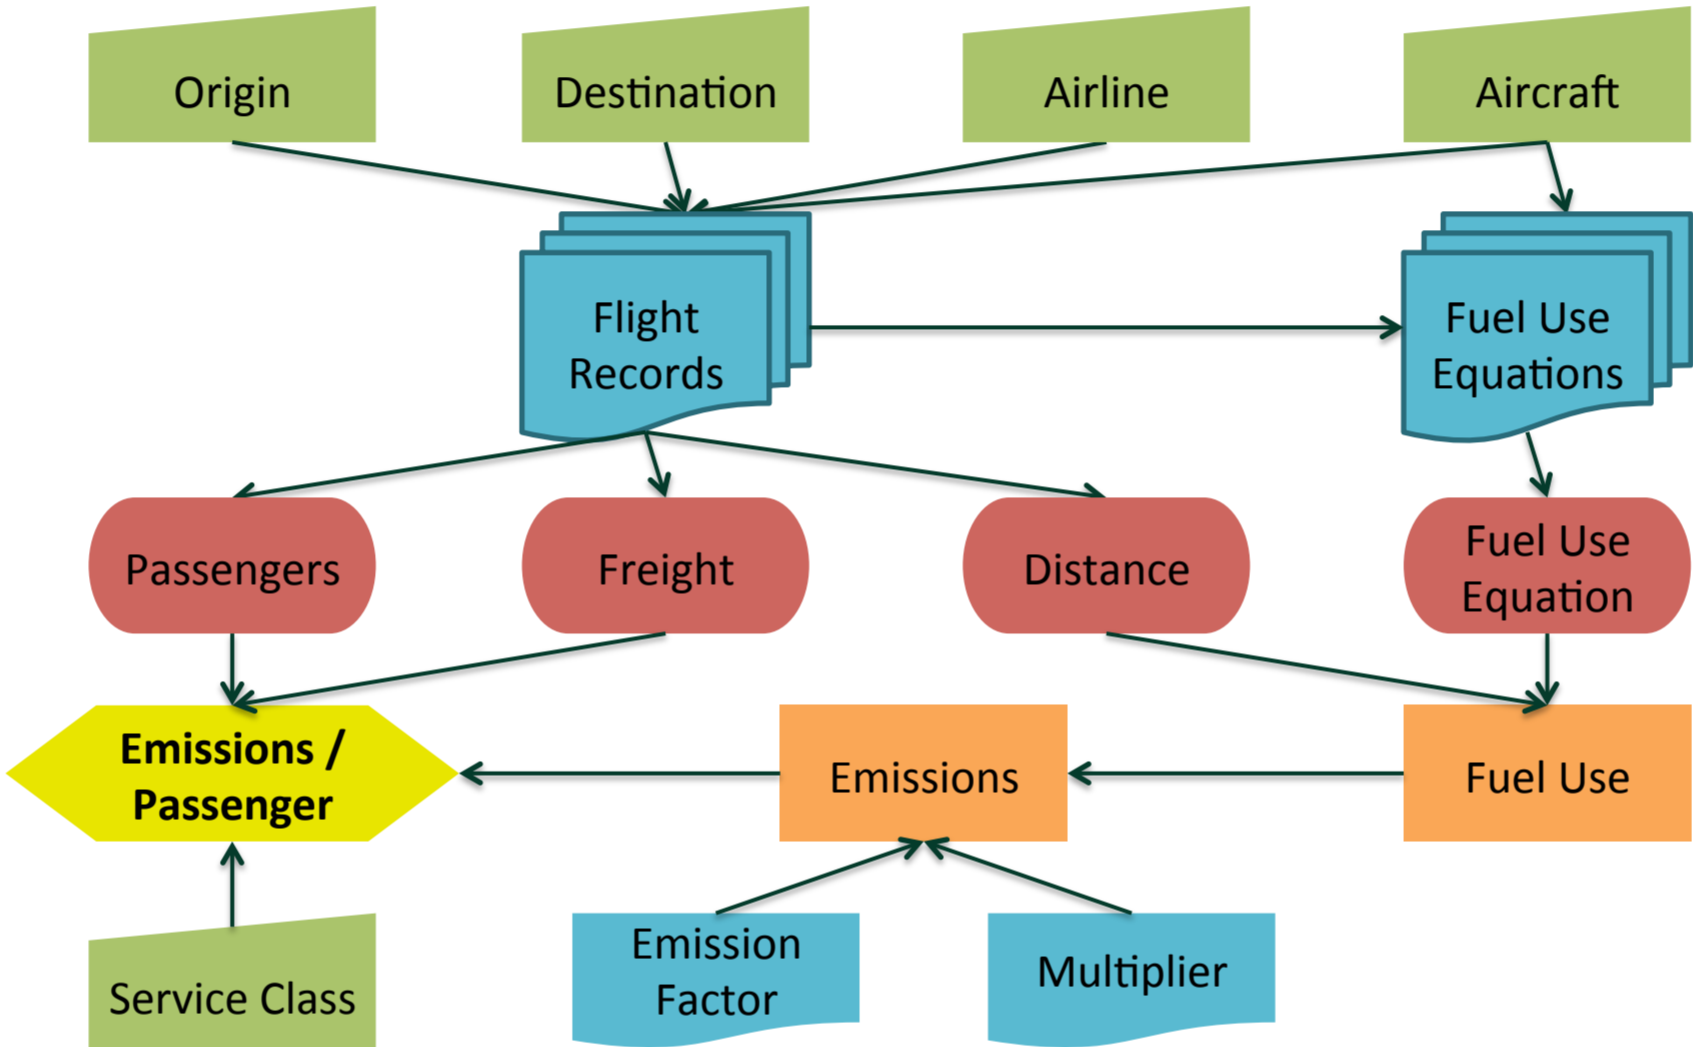 Origin
Destination
Airline
Aircraft
Flight
Records
Fuel Use
Equations
Passengers
Freight
Distance
Fuel Use
Equation
Emissions /
Passenger
Emissions
Fuel Use
Service Class
Emission
Factor
Multiplier